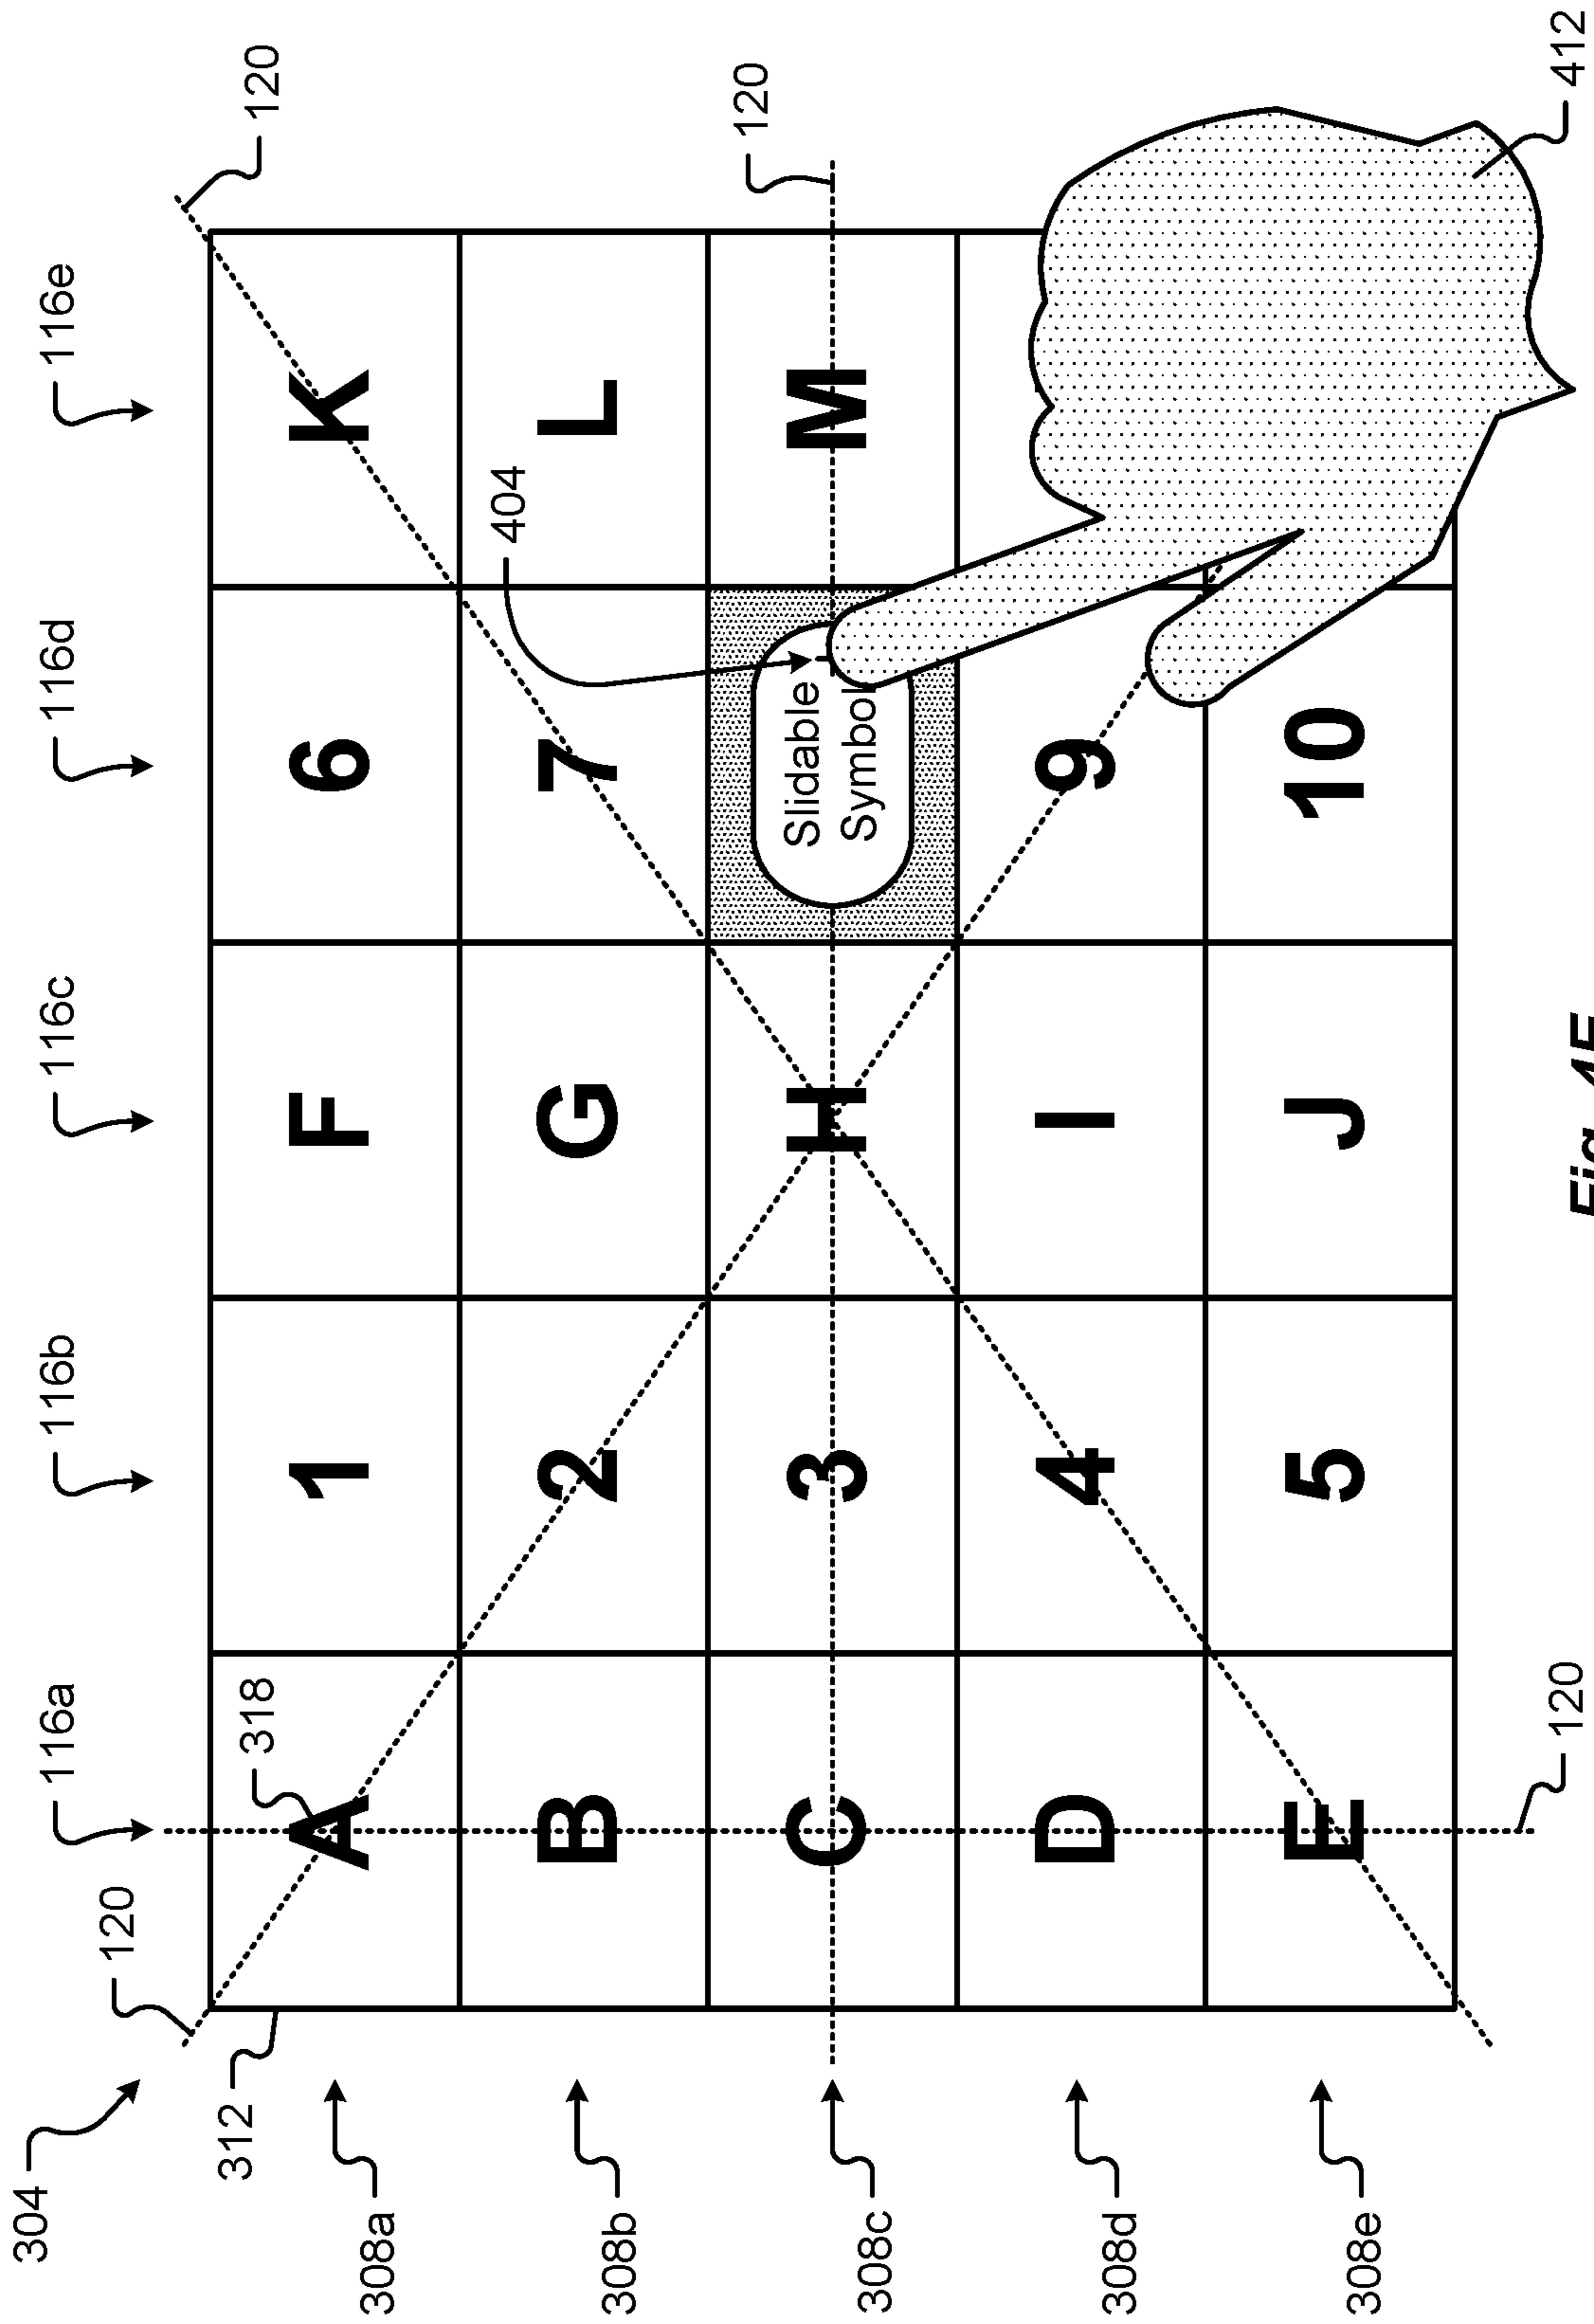 304
116a 116b 116c 116d 116e
120
312 318 120
A 1 F 6 K
308a
404
B 2 G 7 L
308b
120
Slidable
C 3 H M
Symbol
308c
D 4 I 9
308d
E 5 J 10
308e
120 412
Fig.